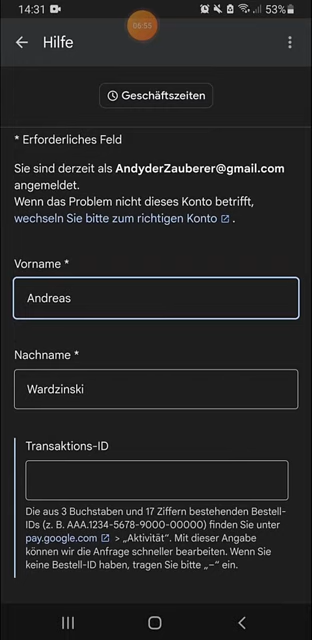 14:31 53%
06:55
Hilfe
Geschäftszeiten
* Erforderliches Feld
Sie sind derzeit als AndyderZauberer@gmail.com
angemeldet.
Wenn das Problem nicht dieses Konto betrifft,
wechseln Sie bitte zum richtigen Konto .
Vorname *
Andreas
Nachname *
Wardzinski
Transaktions-ID
Die aus 3 Buchstaben und 17 Ziffern bestehenden Bestell-
IDs (z. B. AAA.1234-5678-9000-00000) finden Sie unter
pay.google.com > „Aktivität“. Mit dieser Angabe
können wir die Anfrage schneller bearbeiten. Wenn Sie
keine Bestell-ID haben, tragen Sie bitte „–“ ein.